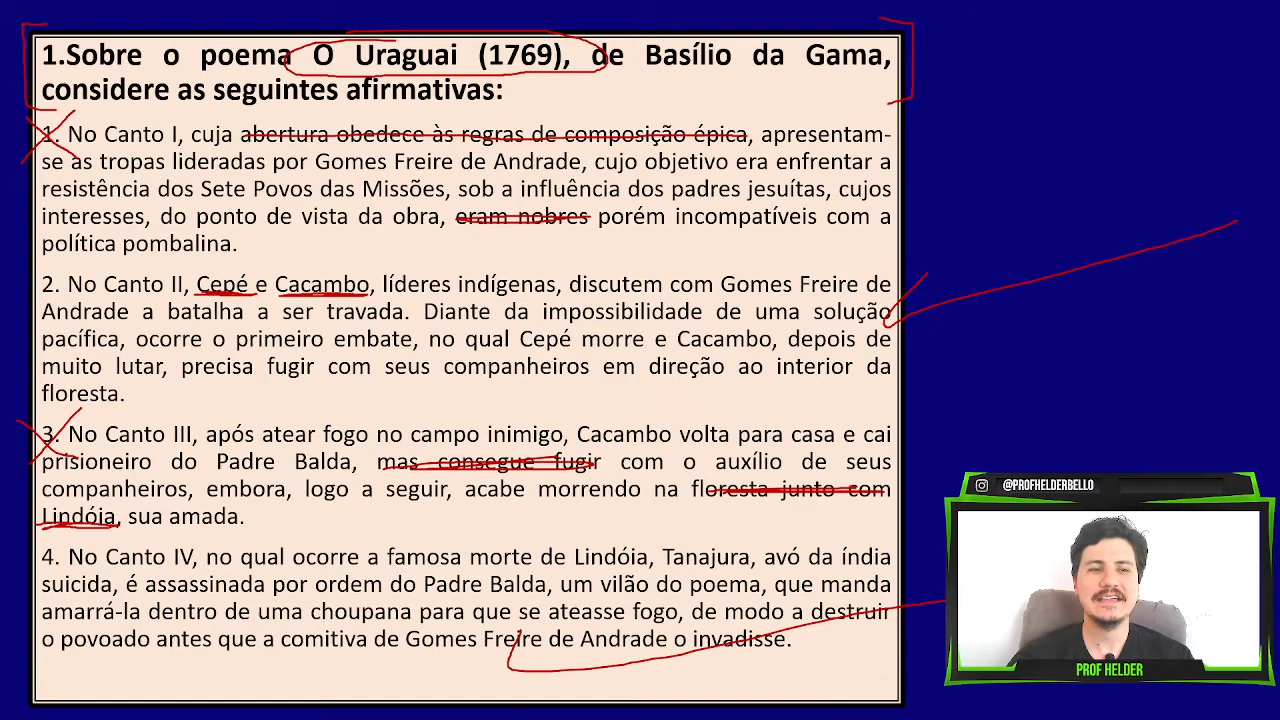 1.Sobre o poema O Uraguai (1769), de Basílio da Gama,
considere as seguintes afirmativas:
1. No Canto I, cuja abertura obedece às regras de composição épica, apresentam-
se as tropas lideradas por Gomes Freire de Andrade, cujo objetivo era enfrentar a
resistência dos Sete Povos das Missões, sob a influência dos padres jesuítas, cujos
interesses, do ponto de vista da obra, eram nobres porém incompatíveis com a
política pombalina.
2. No Canto II, Cepé e Cacambo, líderes indígenas, discutem com Gomes Freire de
Andrade a batalha a ser travada. Diante da impossibilidade de uma solução
pacífica, ocorre o primeiro embate, no qual Cepé morre e Cacambo, depois de
muito lutar, precisa fugir com seus companheiros em direção ao interior da
floresta.
3. No Canto III, após atear fogo no campo inimigo, Cacambo volta para casa e cai
prisioneiro do Padre Balda, mas consegue fugir com o auxílio de seus
companheiros, embora, logo a seguir, acabe morrendo na floresta junto com
Lindóia, sua amada.
4. No Canto IV, no qual ocorre a famosa morte de Lindóia, Tanajura, avó da índia
suicida, é assassinada por ordem do Padre Balda, um vilão do poema, que manda
amarrá-la dentro de uma choupana para que se ateasse fogo, de modo a destruir
o povoado antes que a comitiva de Gomes Freire de Andrade o invadisse.
@PROFHELDERBELLO
PROF HELDER